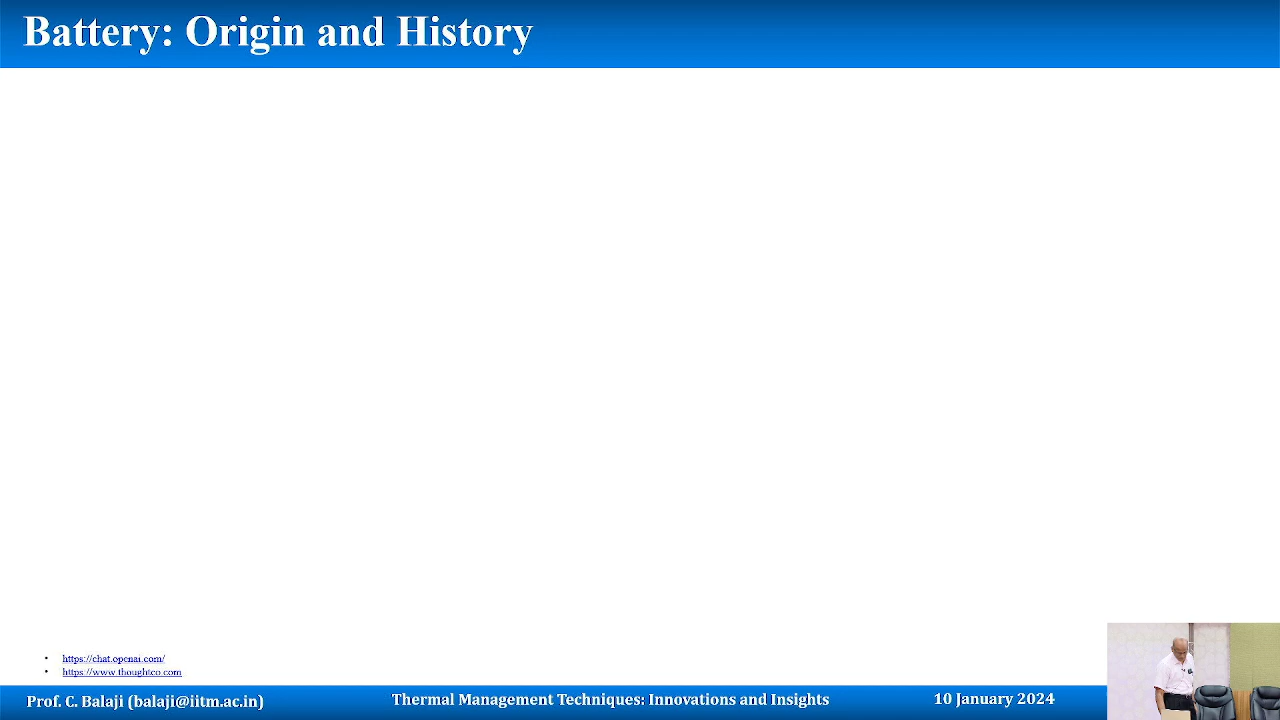 Battery: Origin and History
• https://chat.openai.com/
• https://www.thoughtco.com
Prof. C. Balaji (balaji@iitm.ac.in)
Thermal Management Techniques: Innovations and Insights
10 January 2024